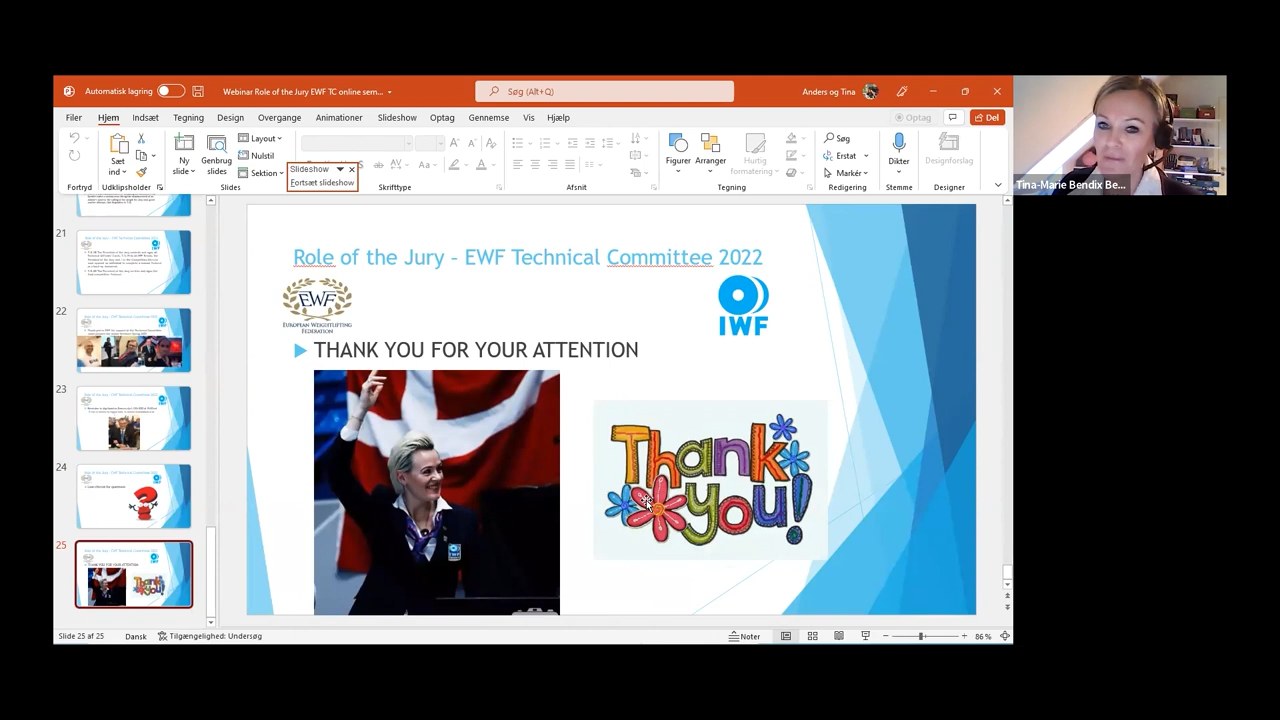 Automatisk lagring
Webinar Role of the Jury EWF TC online sem...
Søg (Alt+Q)
Anders og Tina
Filer Hjem Indsæt Tegning Design Overgange Animationer Slideshow Optag Gennemse Vis Hjælp
Optag Del
Sæt ind
Ny slide
Genbrug slides
Layout
Nulstil
Sektion
Slideshow
Fortsæt slideshow
Aa
Figurer
Arranger
Hurtig formatering
Søg
Erstat
Markér
Dikter
Designforslag
Fortryd Udklipsholder Slides Skrifttype Afsnit Tegning Redigering Stemme Designer
Tina-Marie Bendix Be...
21
22
23
24
25
Role of the Jury – EWF Technical Committee 2022
EWF
EUROPEAN WEIGHTLIFTING
FEDERATION
IWF
THANK YOU FOR YOUR ATTENTION
IWF
Thank
you!
Slide 25 af 25 Dansk Tilgængelighed: Undersøg Noter 86 %